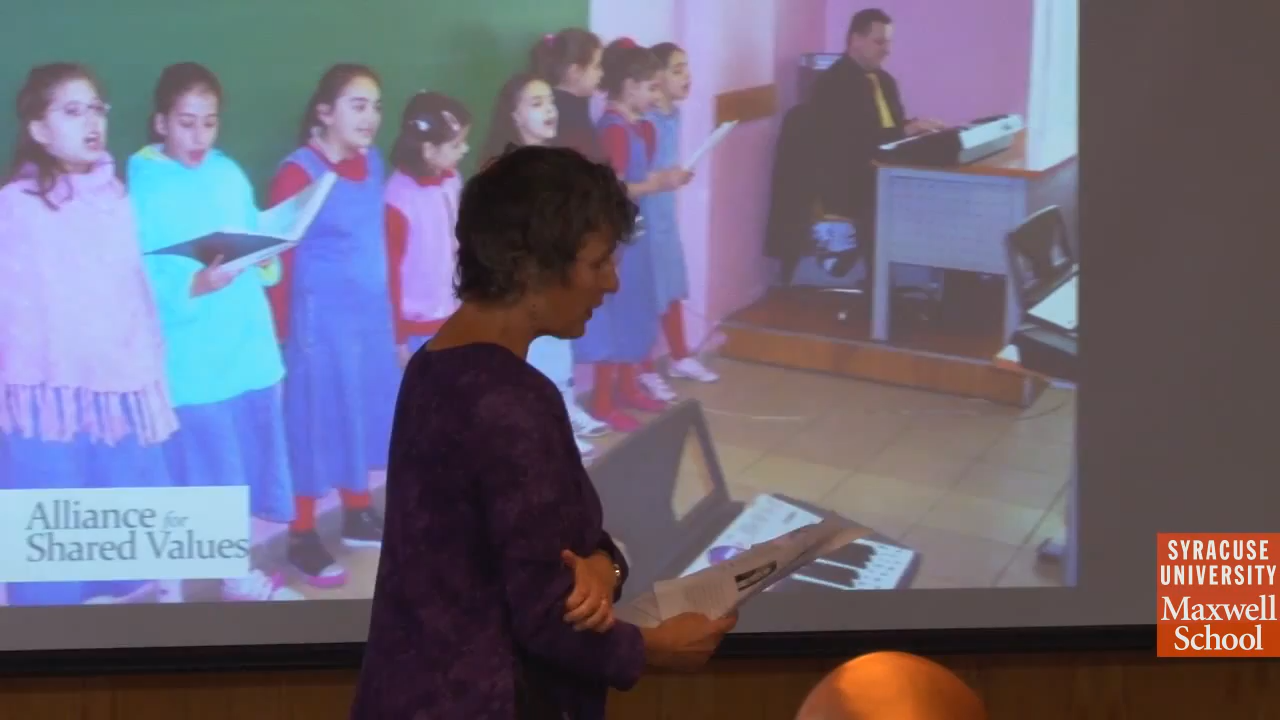 Alliance for
Shared Values
SYRACUSE
UNIVERSITY
Maxwell
School